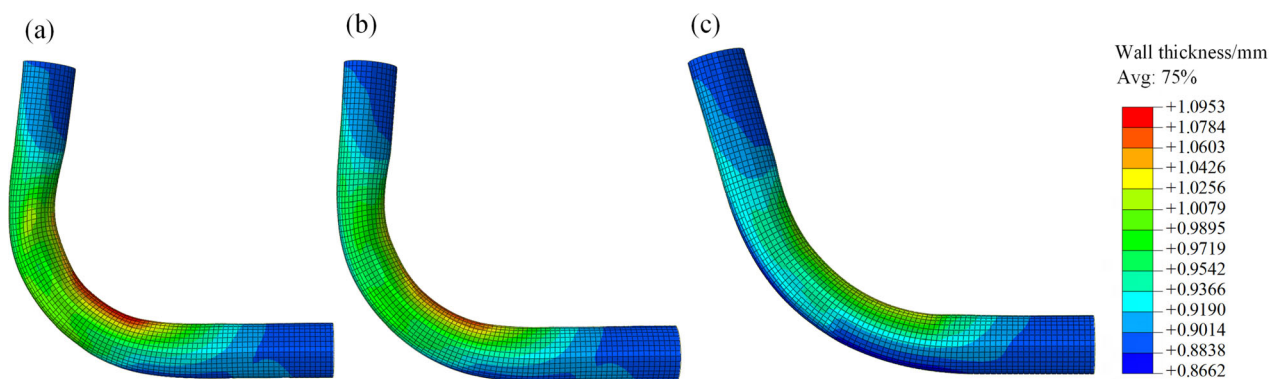 (a)
(b)
(c)
Wall thickness/mm
Avg: 75%
+1.0953
+1.0784
+1.0603
+1.0426
+1.0256
+1.0079
+0.9895
+0.9719
+0.9542
+0.9366
+0.9190
+0.9014
+0.8838
+0.8662